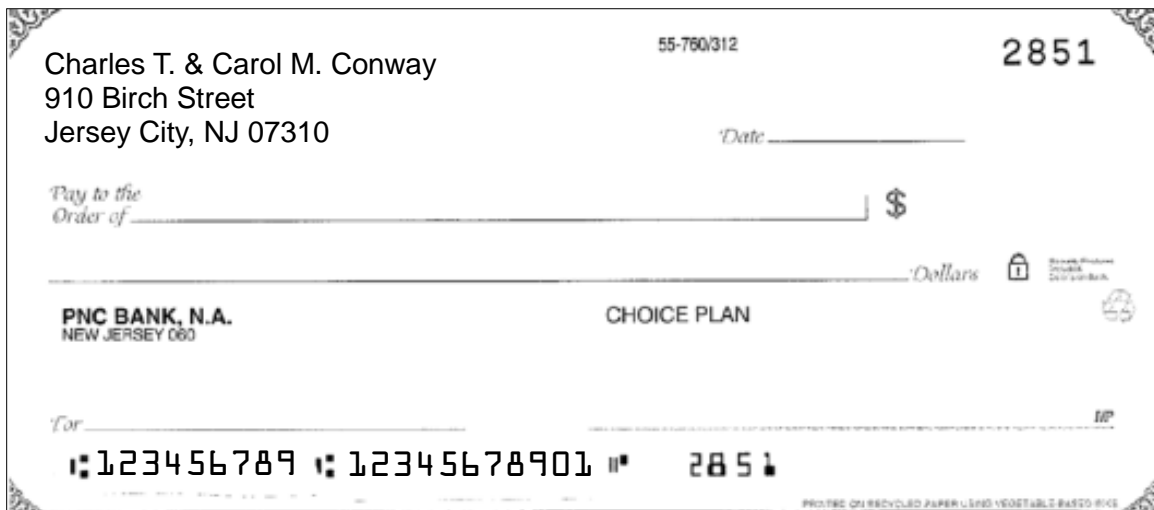 55-760/312
2851
Charles T. & Carol M. Conway
910 Birch Street
Jersey City, NJ 07310
Date
Pay to the
Order of
$
Dollars
PNC BANK, N.A.
NEW JERSEY 060
CHOICE PLAN
For
MP
⑆123456789⑆ 12345678901⑈ 2851
PRINTED ON RECYCLED PAPER USING VEGETABLE-BASED INKS